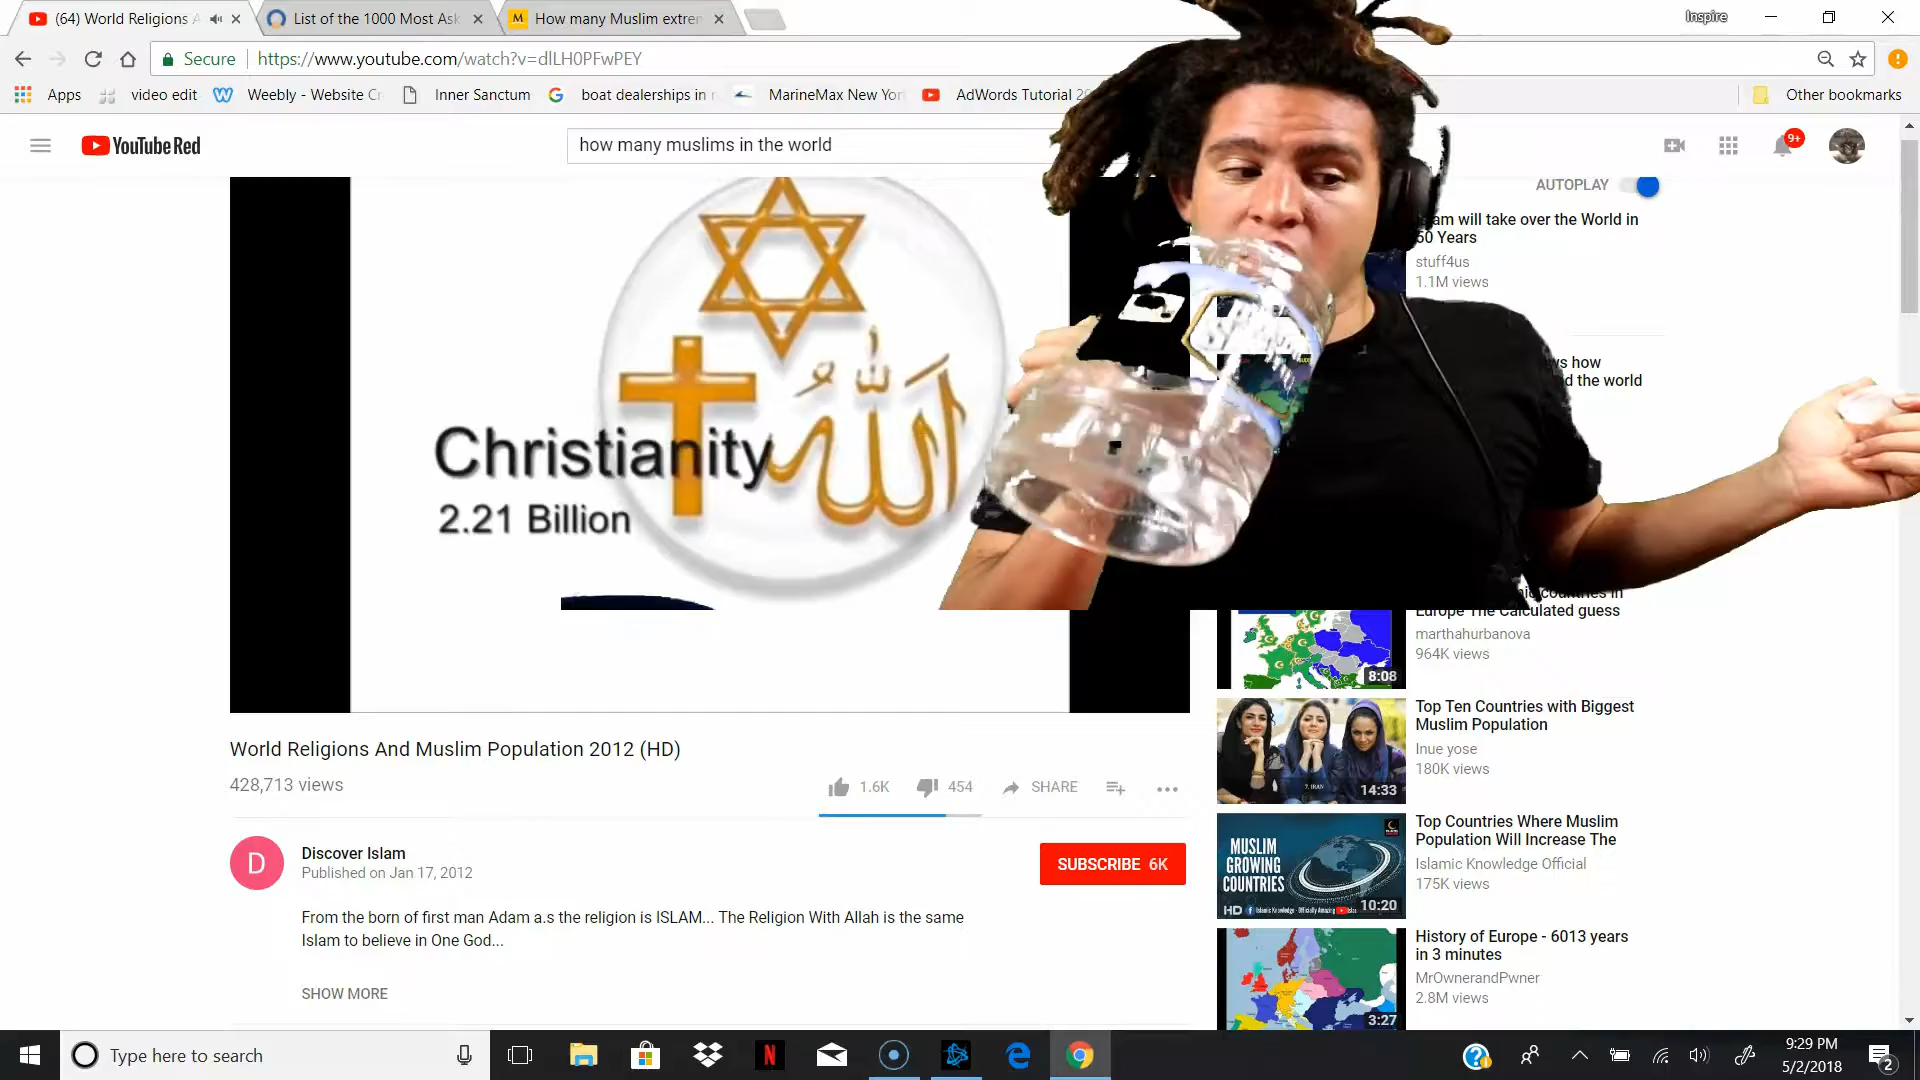 (64) World Religions A
List of the 1000 Most Ask
How many Muslim extrem
Inspire
Secure
https://www.youtube.com/watch?v=dlLH0PFwPEY
Apps
video edit
Weebly - Website Cr
Inner Sanctum
boat dealerships in n
MarineMax New Yor
AdWords Tutorial 20
Other bookmarks
YouTube Red
how many muslims in the world
9+
AUTOPLAY
الله
Christianity
2.21 Billion
will take over the World in
50 Years
stuff4us
1.1M views
how
the world
countries in
Europe The Calculated guess
marthahurbanova
964K views
8:08
Top Ten Countries with Biggest
Muslim Population
Inue yose
180K views
7. IRAN
14:33
World Religions And Muslim Population 2012 (HD)
428,713 views
1.6K
454
SHARE
Top Countries Where Muslim
Population Will Increase The
Islamic Knowledge Official
175K views
MUSLIM
GROWING
COUNTRIES
HD
10:20
D
Discover Islam
Published on Jan 17, 2012
SUBSCRIBE 6K
From the born of first man Adam a.s the religion is ISLAM... The Religion With Allah is the same
Islam to believe in One God...
SHOW MORE
History of Europe - 6013 years
in 3 minutes
MrOwnerandPwner
2.8M views
3:27
Type here to search
9:29 PM
5/2/2018
2